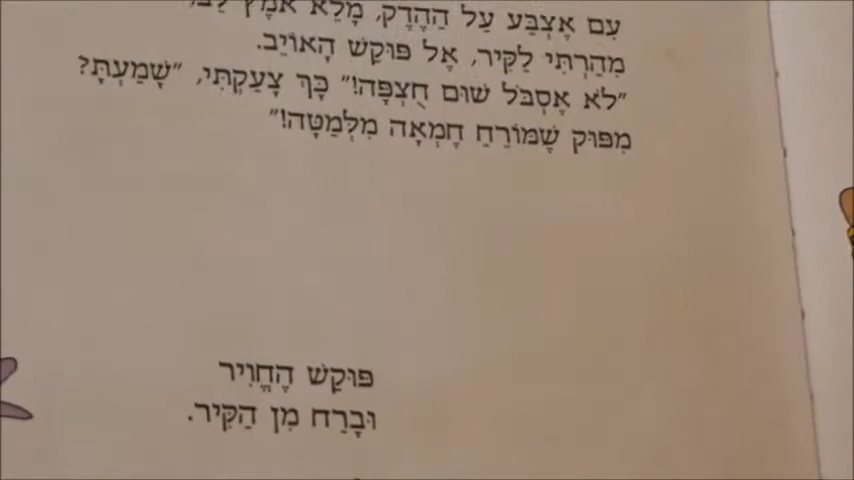 עִם אֶצְבַּע עַל הַהֶדֶק, מָלֵא אֹמֶץ לֵב,
מִהַרְתִּי לַקִּיר, אֶל פּוּקַשׁ הָאוֹיֵב.
"לֹא אֶסְבֹּל שׁוּם חֻצְפָּה!" כָּךְ צָעַקְתִּי, "שָׁמַעְתָּ?
מִפּוּק שֶׁמּוֹרֵחַ חֶמְאָה מִלְּמַטָּה!"
פּוּקַשׁ הֶחֱוִיר
וּבָרַח מִן הַקִּיר.